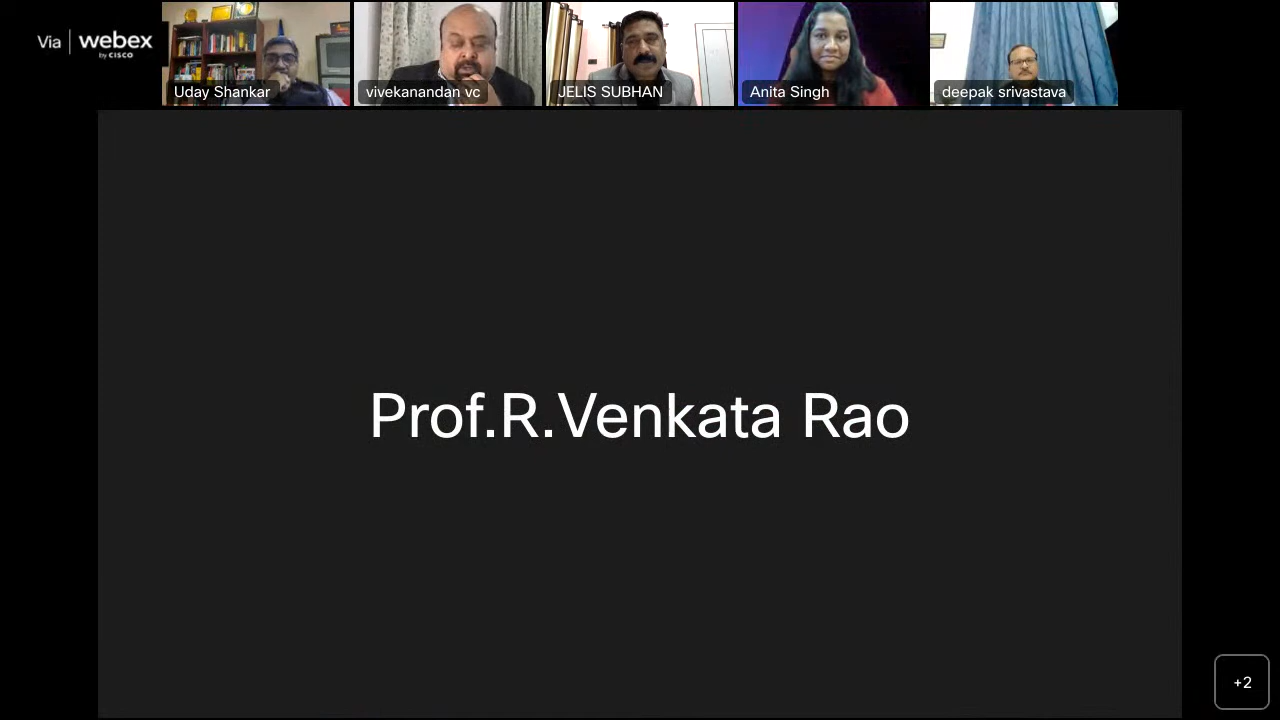 Via | webex
by CISCO
Uday Shankar
vivekanandan vc
JELIS SUBHAN
Anita Singh
deepak srivastava
Prof.R.Venkata Rao
+2